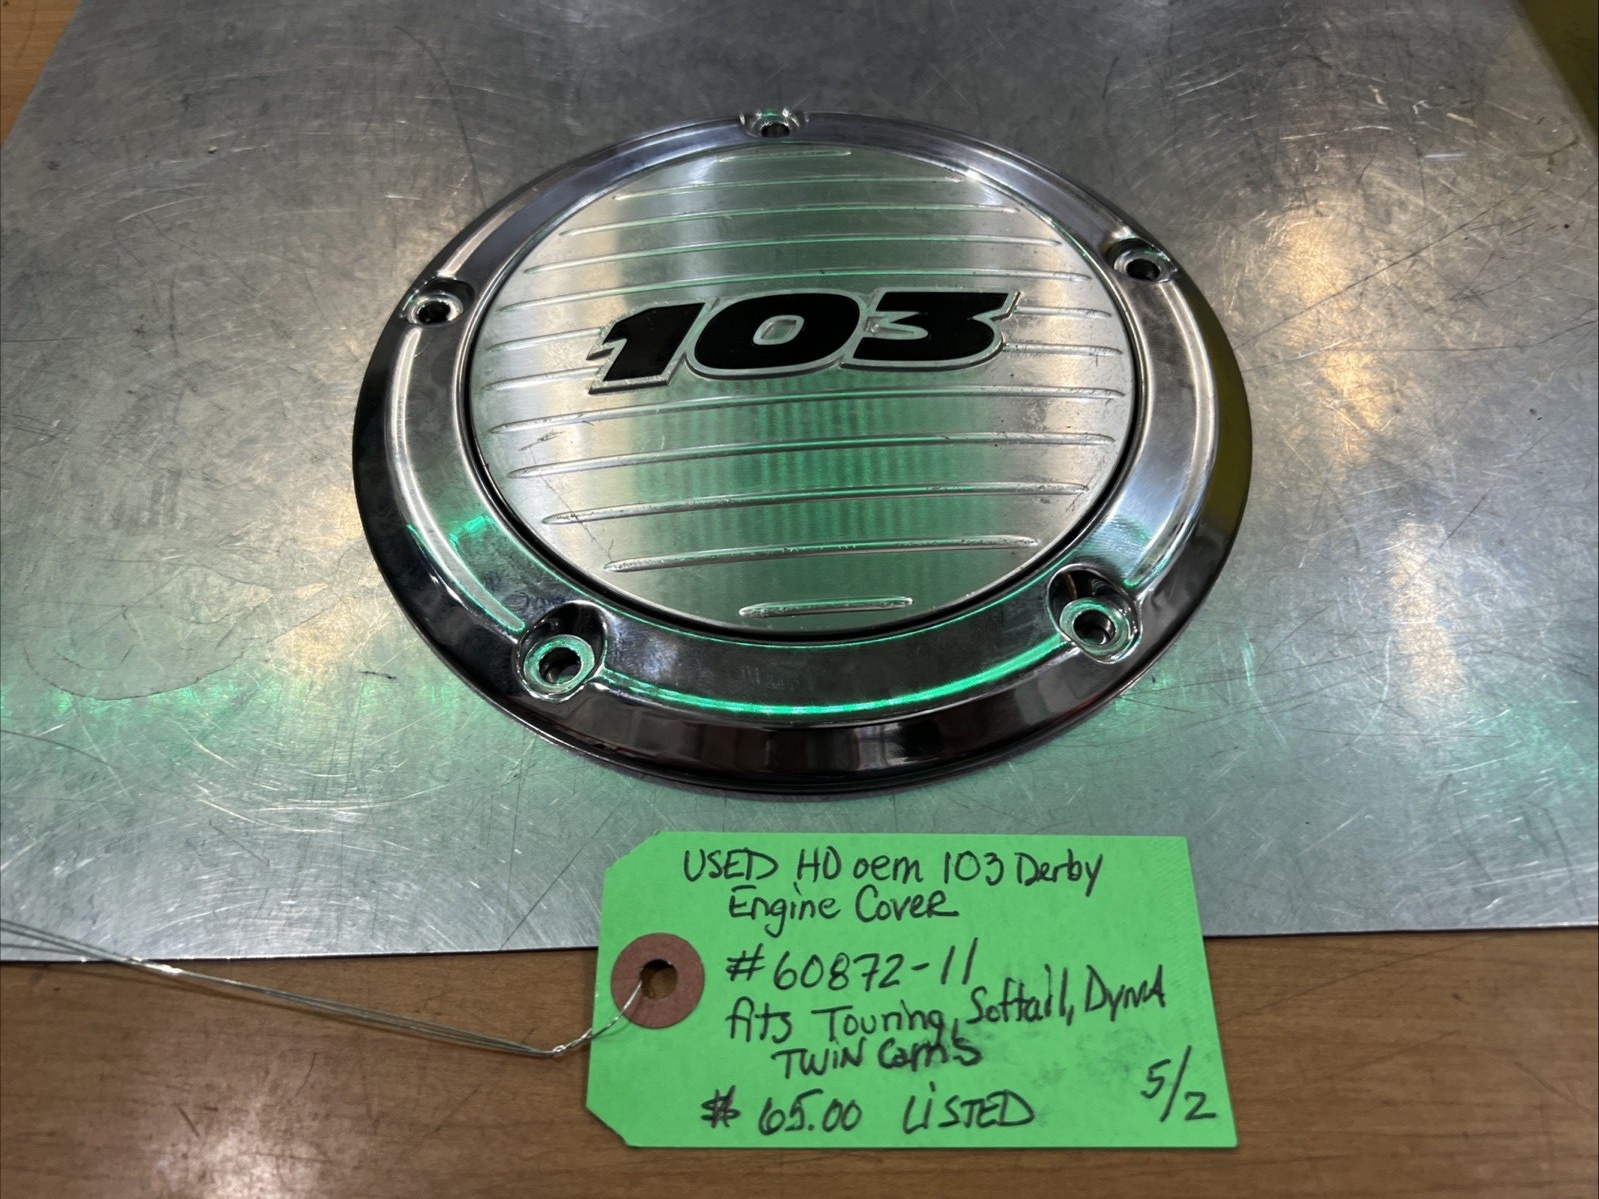 103
USED HD oem 103 Derby
Engine Cover
#60872-11
fits Touring, Softail, Dyna
TWIN Cam's
$65.00 LISTED 5/2